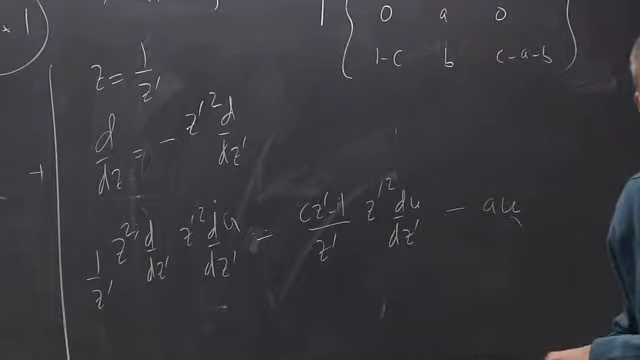 * 1
0 a 0
1-c b c-a-b
z = 1/z'
d/dz = - z'^2 d/dz'
1/z' z'^2 d/dz' z'^2 du/dz' = (cz'-1)/z' z'^2 du/dz' - au